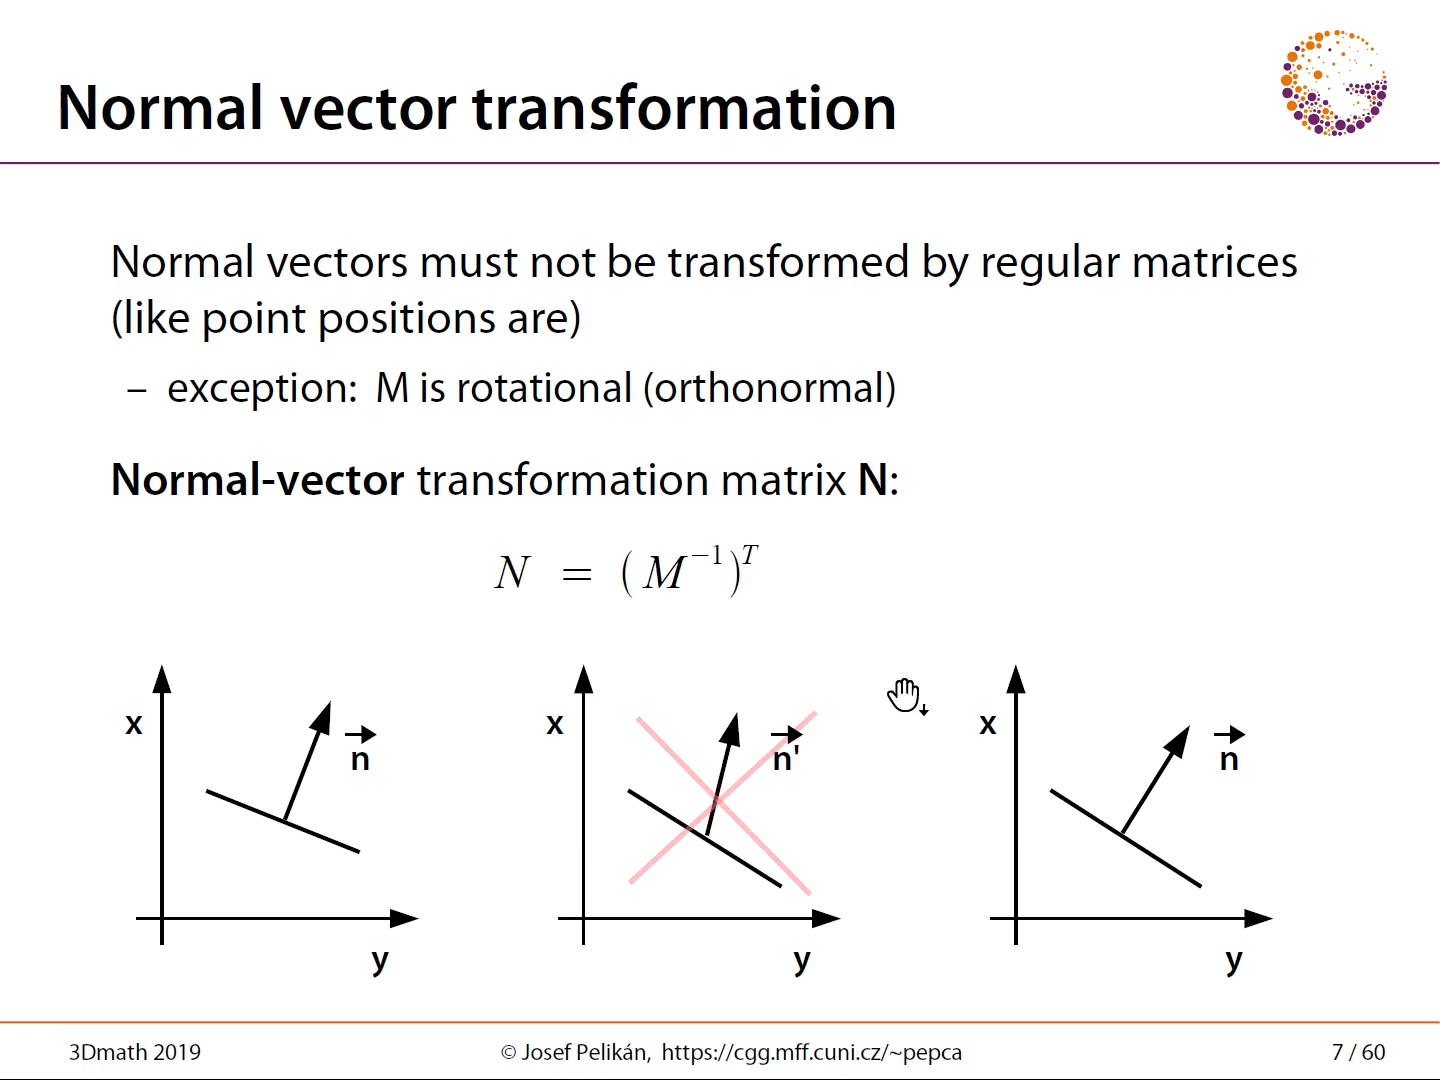 Normal vector transformation
Normal vectors must not be transformed by regular matrices
(like point positions are)
– exception: M is rotational (orthonormal)
Normal-vector transformation matrix N:
N = (M⁻¹)ᵀ
x
n
y
x
n'
y
x
n
y
3Dmath 2019
© Josef Pelikán, https://cgg.mff.cuni.cz/~pepca
7 / 60